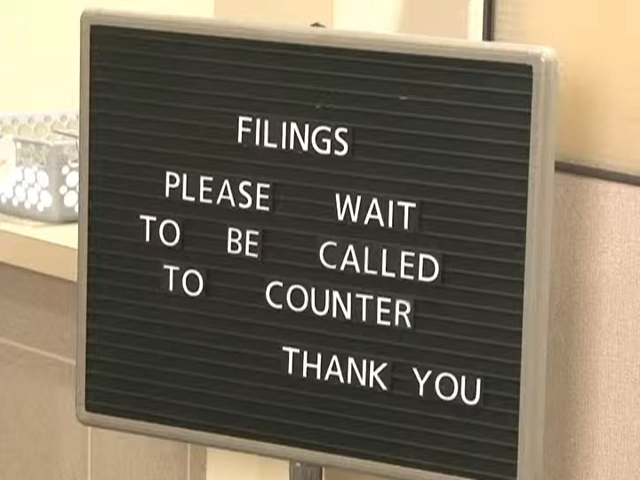 FILINGS
PLEASE WAIT
TO BE CALLED
TO COUNTER
THANK YOU